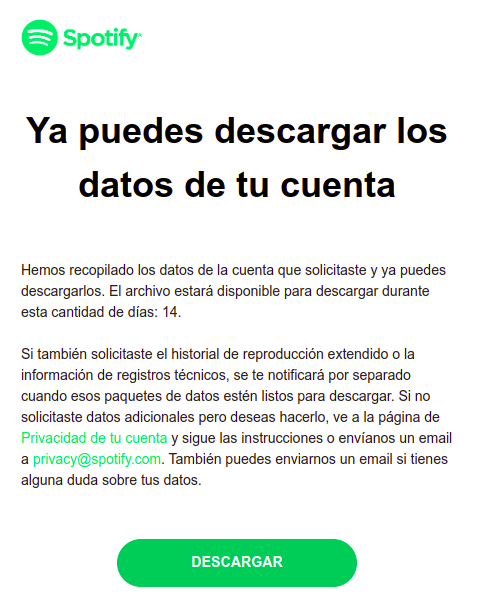 Spotify
Ya puedes descargar los
datos de tu cuenta
Hemos recopilado los datos de la cuenta que solicitaste y ya puedes
descargarlos. El archivo estará disponible para descargar durante
esta cantidad de días: 14.
Si también solicitaste el historial de reproducción extendido o la
información de registros técnicos, se te notificará por separado
cuando esos paquetes de datos estén listos para descargar. Si no
solicitaste datos adicionales pero deseas hacerlo, ve a la página de
Privacidad de tu cuenta y sigue las instrucciones o envíanos un email
a privacy@spotify.com. También puedes enviarnos un email si tienes
alguna duda sobre tus datos.
DESCARGAR